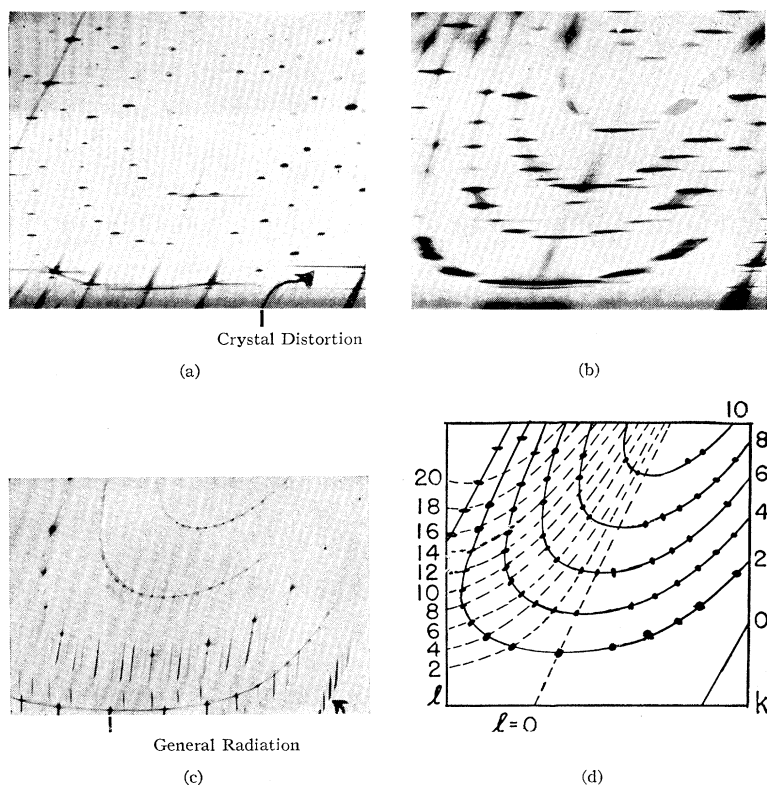 Crystal Distortion
(a)
(b)
General Radiation
(c)
10
8
6
4
2
0
k
20
18
16
14
12
10
8
6
4
2
ℓ
ℓ=0
(d)